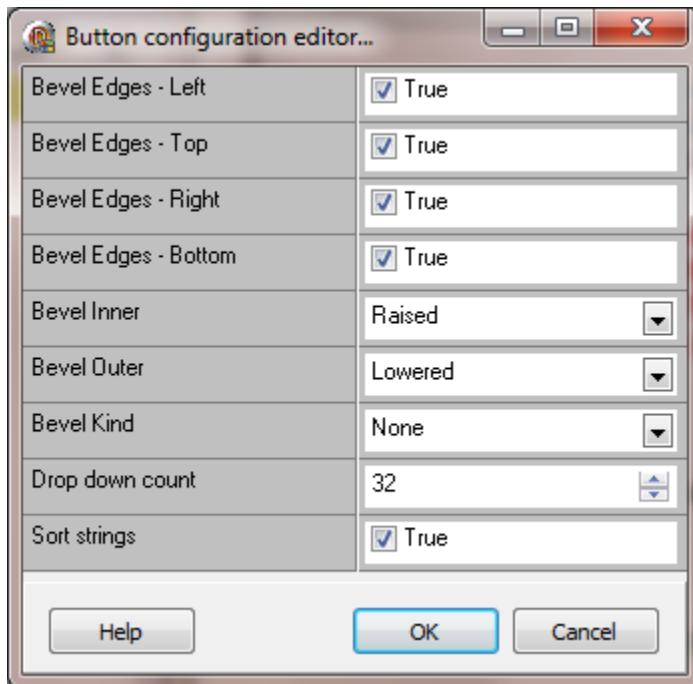 Button configuration editor...
Bevel Edges - Left True
Bevel Edges - Top True
Bevel Edges - Right True
Bevel Edges - Bottom True
Bevel Inner Raised
Bevel Outer Lowered
Bevel Kind None
Drop down count 32
Sort strings True
Help OK Cancel